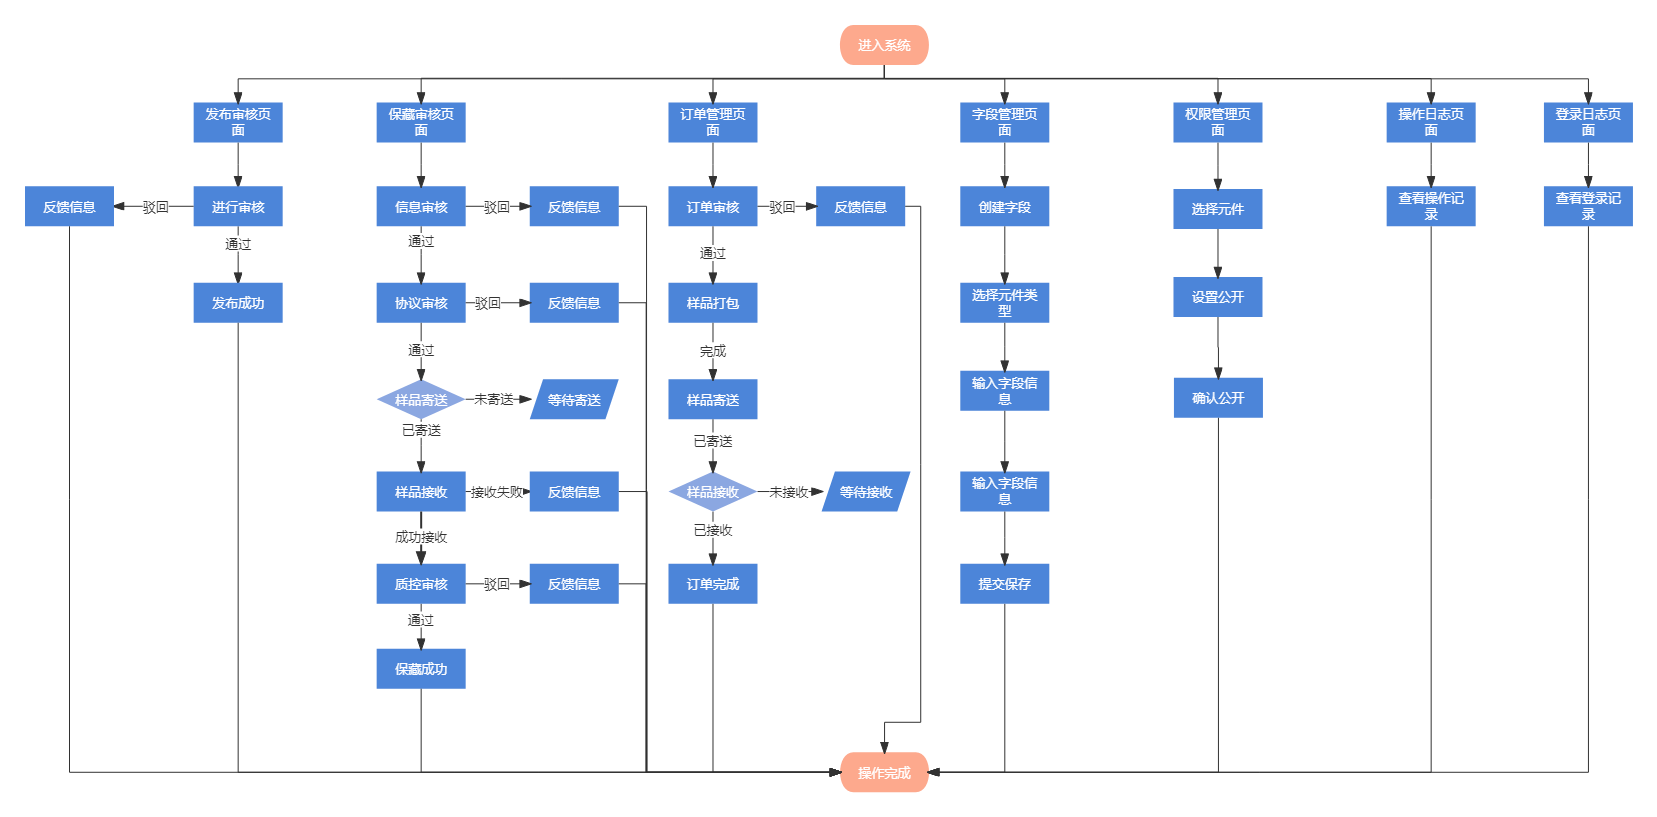 进入系统
发布审核页
面
保藏审核页
面
订单管理页
面
字段管理页
面
权限管理页
面
操作日志页
面
登录日志页
面
反馈信息
驳回
进行审核
信息审核
驳回
反馈信息
订单审核
驳回
反馈信息
创建字段
选择元件
查看操作记
录
查看登录记
录
通过
通过
通过
发布成功
协议审核
驳回
反馈信息
样品打包
选择元件类
型
设置公开
通过
完成
样品寄送
未寄送
等待寄送
样品寄送
输入字段信
息
确认公开
已寄送
已寄送
样品接收
接收失败
反馈信息
样品接收
未接收
等待接收
输入字段信
息
成功接收
已接收
质控审核
驳回
反馈信息
订单完成
提交保存
通过
保藏成功
操作完成